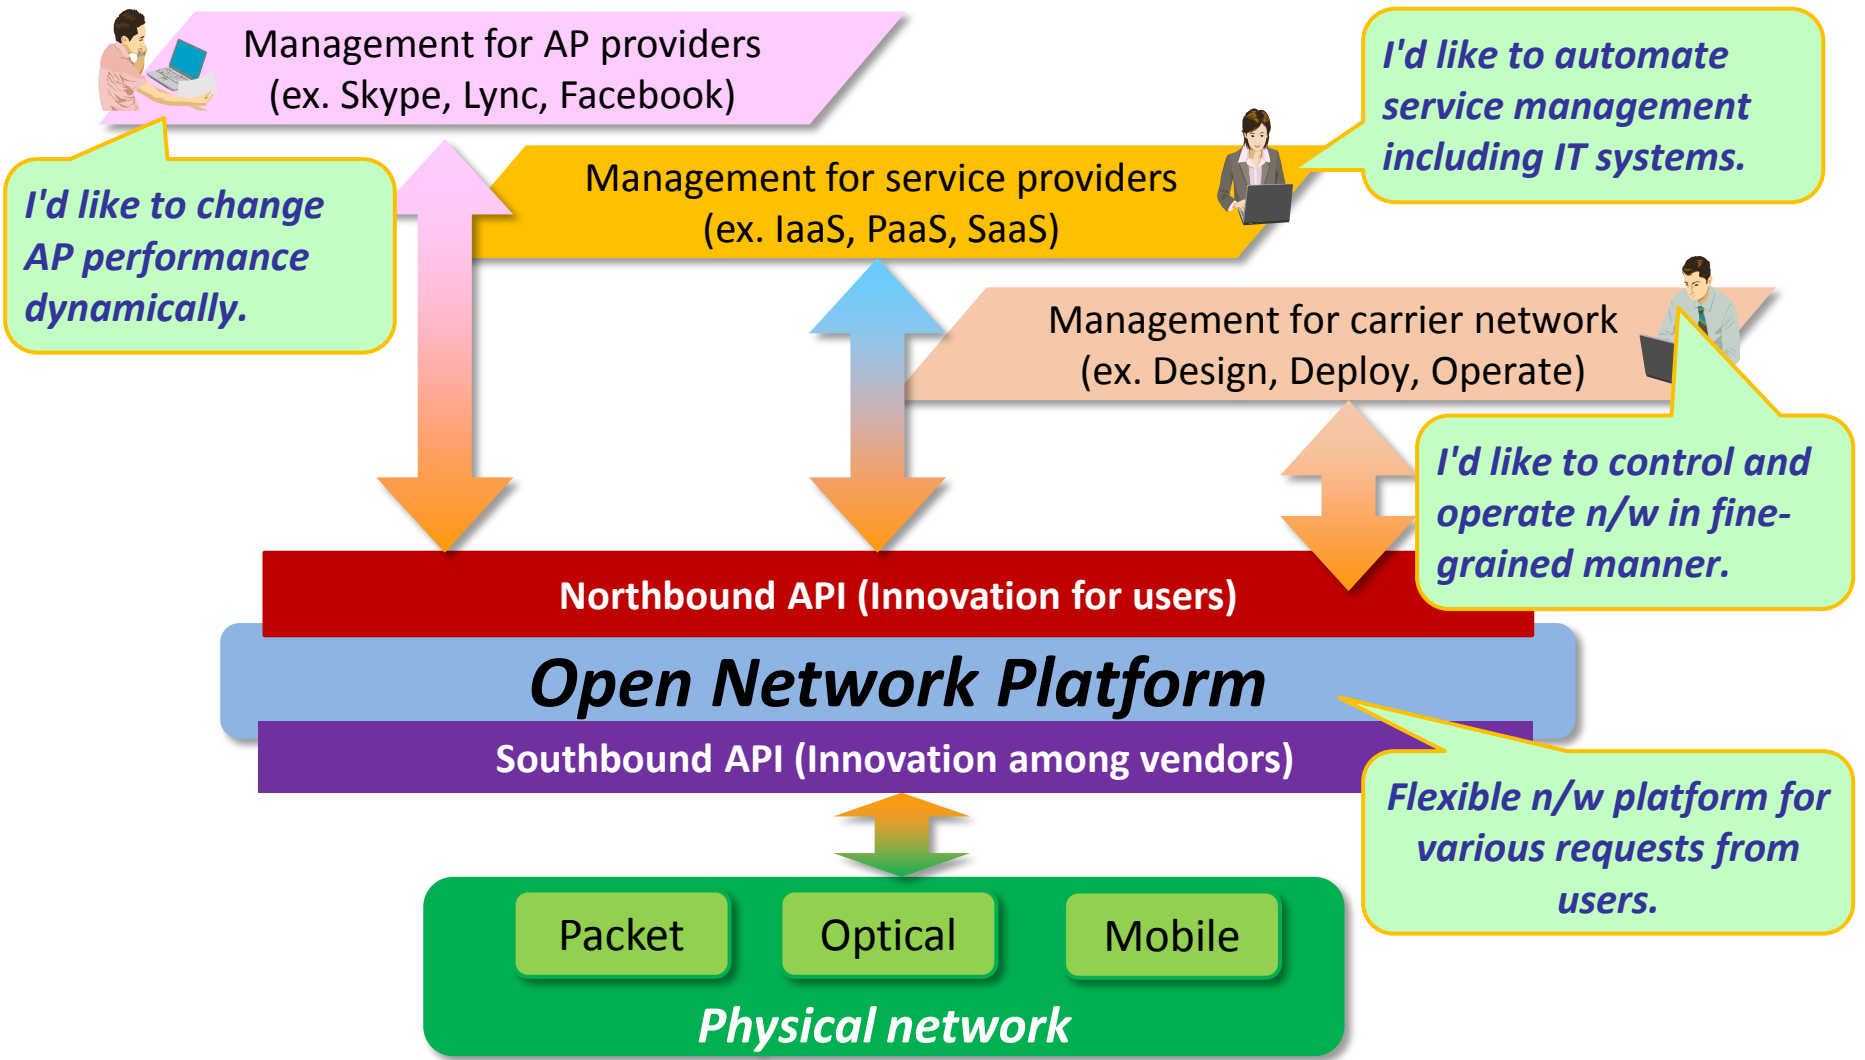 Management for AP providers
(ex. Skype, Lync, Facebook)
I'd like to automate
service management
including IT systems.
I'd like to change
AP performance
dynamically.
Management for service providers
(ex. IaaS, PaaS, SaaS)
Management for carrier network
(ex. Design, Deploy, Operate)
I'd like to control and
operate n/w in fine-
grained manner.
Northbound API (Innovation for users)
Open Network Platform
Southbound API (Innovation among vendors)
Flexible n/w platform for
various requests from
users.
Packet
Optical
Mobile
Physical network